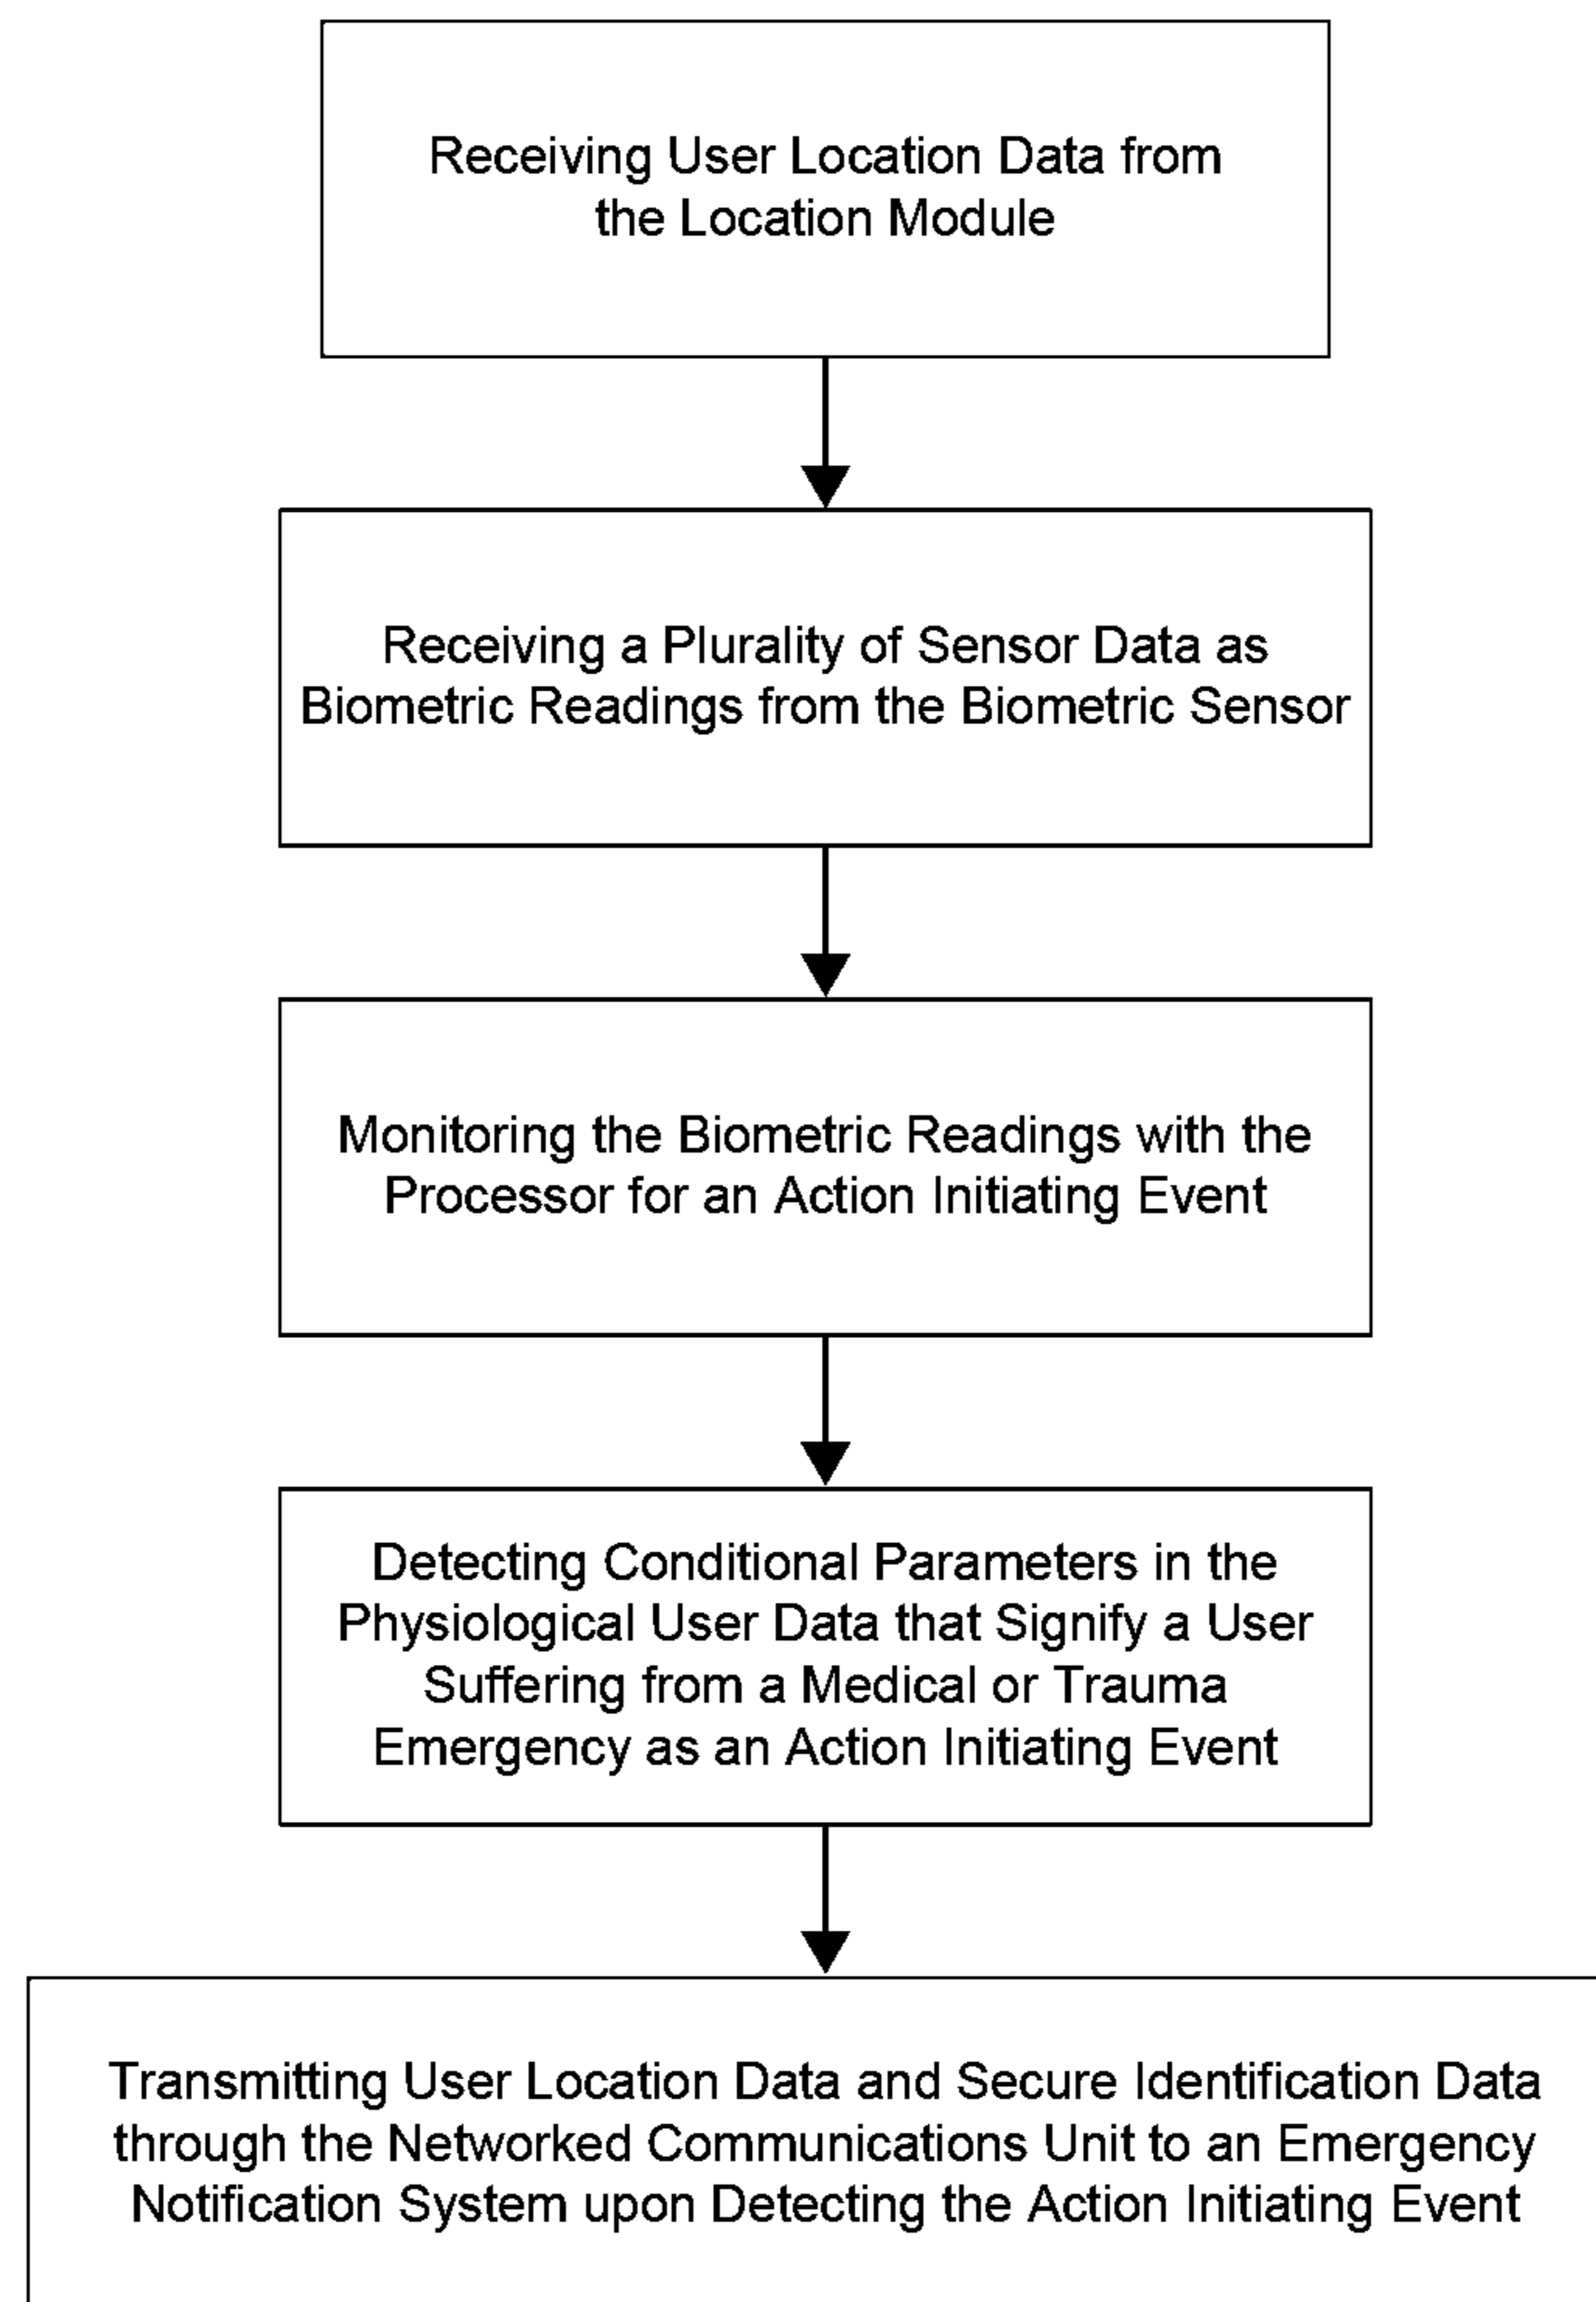 Receiving User Location Data from
the Location Module
Receiving a Plurality of Sensor Data as
Biometric Readings from the Biometric Sensor
Monitoring the Biometric Readings with the
Processor for an Action Initiating Event
Detecting Conditional Parameters in the
Physiological User Data that Signify a User
Suffering from a Medical or Trauma
Emergency as an Action Initiating Event
Transmitting User Location Data and Secure Identification Data
through the Networked Communications Unit to an Emergency
Notification System upon Detecting the Action Initiating Event